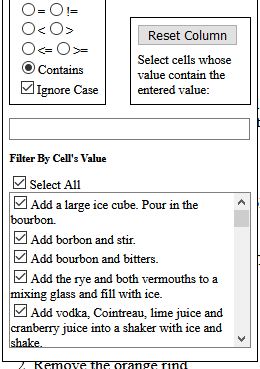 = !=
< >
<= >=
Contains
Ignore Case
Reset Column
Select cells whose
value contain the
entered value:
Filter By Cell's Value
Select All
Add a large ice cube. Pour in the
bourbon.
Add borbon and stir.
Add bourbon and bitters.
Add the rye and both vermouths to a
mixing glass and fill with ice.
Add vodka, Cointreau, lime juice and
cranberry juice into a shaker with ice and
shake.
2. Remove the orange rind